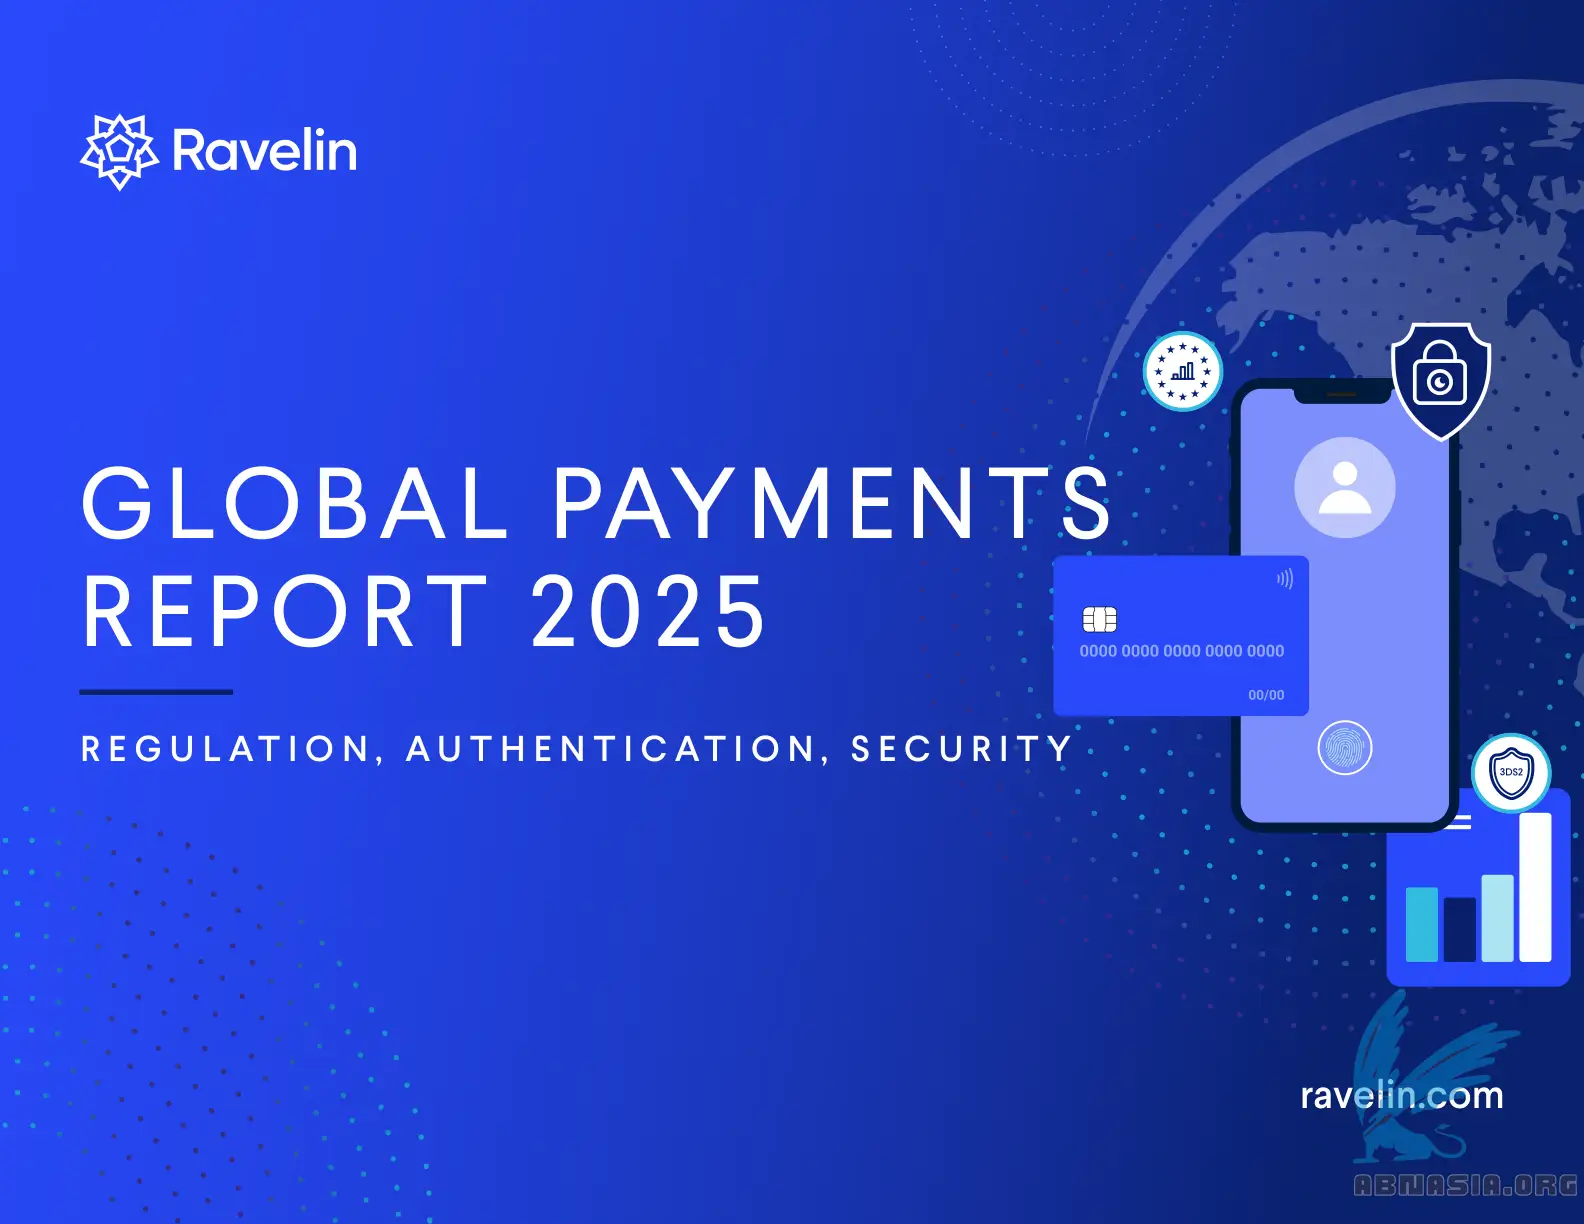 Ravelin
GLOBAL PAYMENTS
REPORT 2025
REGULATION, AUTHENTICATION, SECURITY
0000 0000 0000 0000 0000
00/00
3DS2
ravelin.com
ABNASIA.ORG